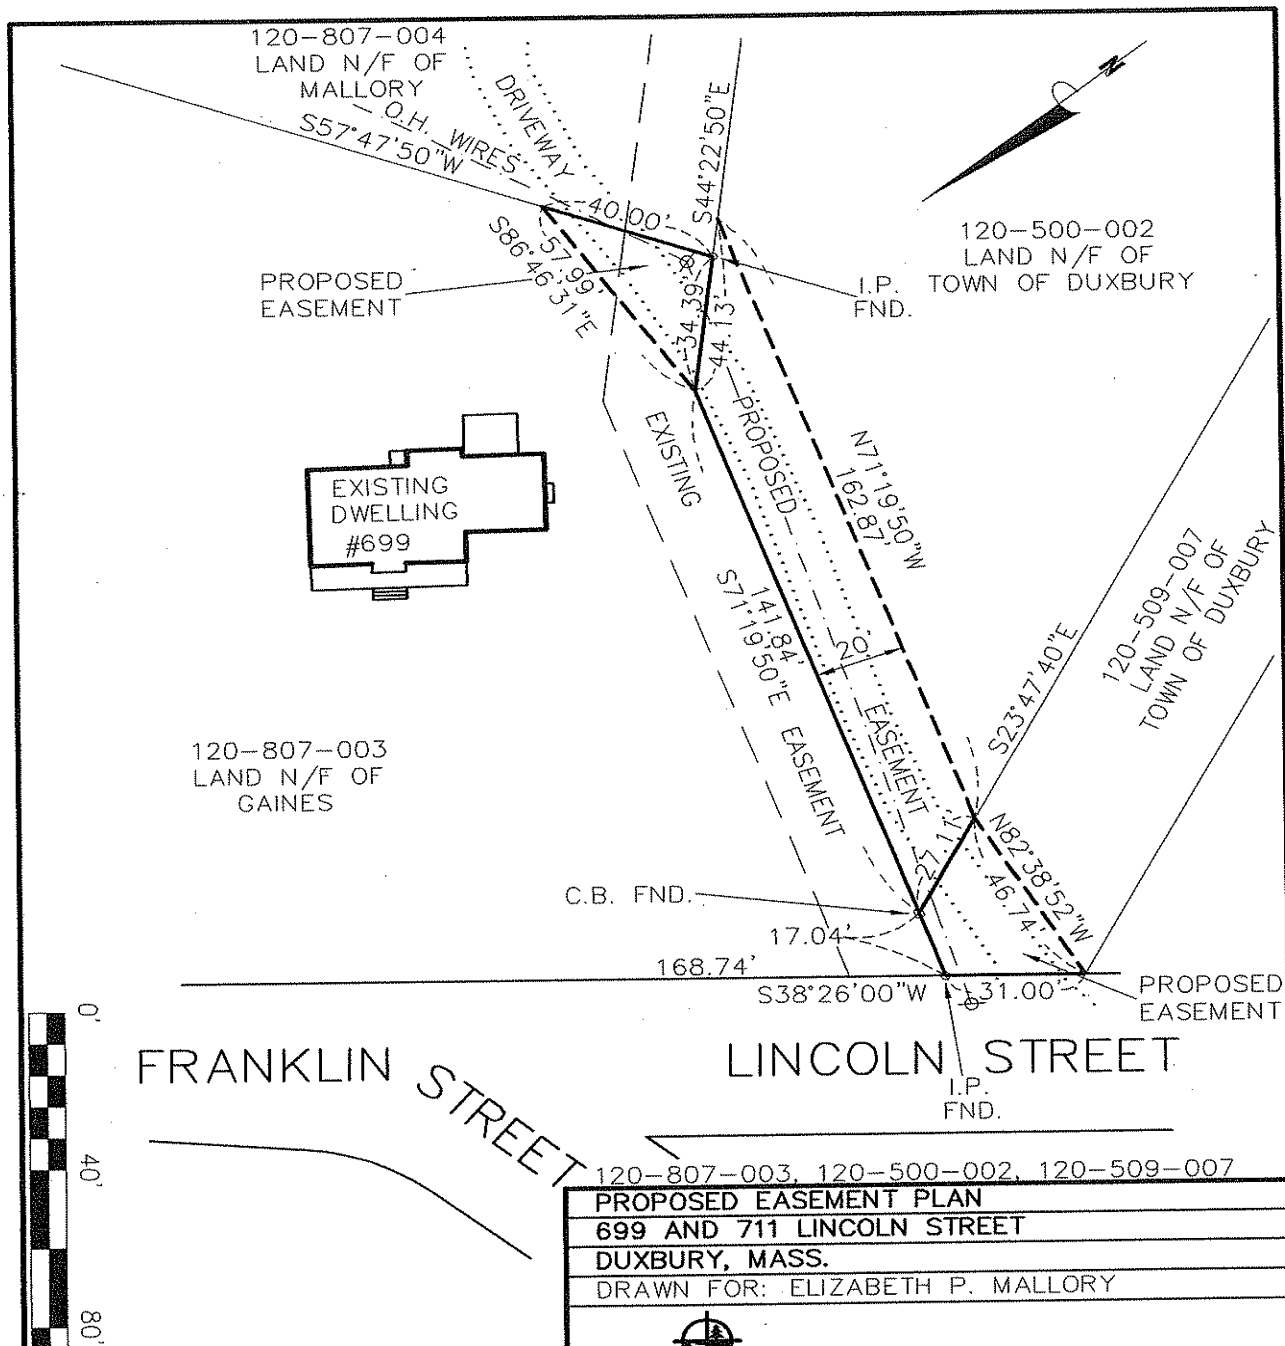 120-807-004
LAND N/F OF
MALLORY
O.H. WIRES
S57°47'50"W
DRIVEWAY
S44°22'50"E
N
40.00'
120-500-002
LAND N/F OF
TOWN OF DUXBURY
I.P.
FND.
PROPOSED
EASEMENT
57.99'
S86°46'31"E
34.39'
44.13'
EXISTING
DWELLING
#699
EXISTING
EASEMENT
PROPOSED
EASEMENT
N71°19'50"W
162.87'
141.84'
S71°19'50"E
20'
S23°47'40"E
120-509-007
LAND N/F OF
TOWN OF DUXBURY
120-807-003
LAND N/F OF
GAINES
27.17'
N82°38'52"W
46.74'
C.B. FND.
17.04'
168.74'
S38°26'00"W
31.00'
PROPOSED
EASEMENT
I.P.
FND.
FRANKLIN STREET
LINCOLN STREET
0'
40'
80'
120-807-003, 120-500-002, 120-509-007
PROPOSED EASEMENT PLAN
699 AND 711 LINCOLN STREET
DUXBURY, MASS.
DRAWN FOR: ELIZABETH P. MALLORY